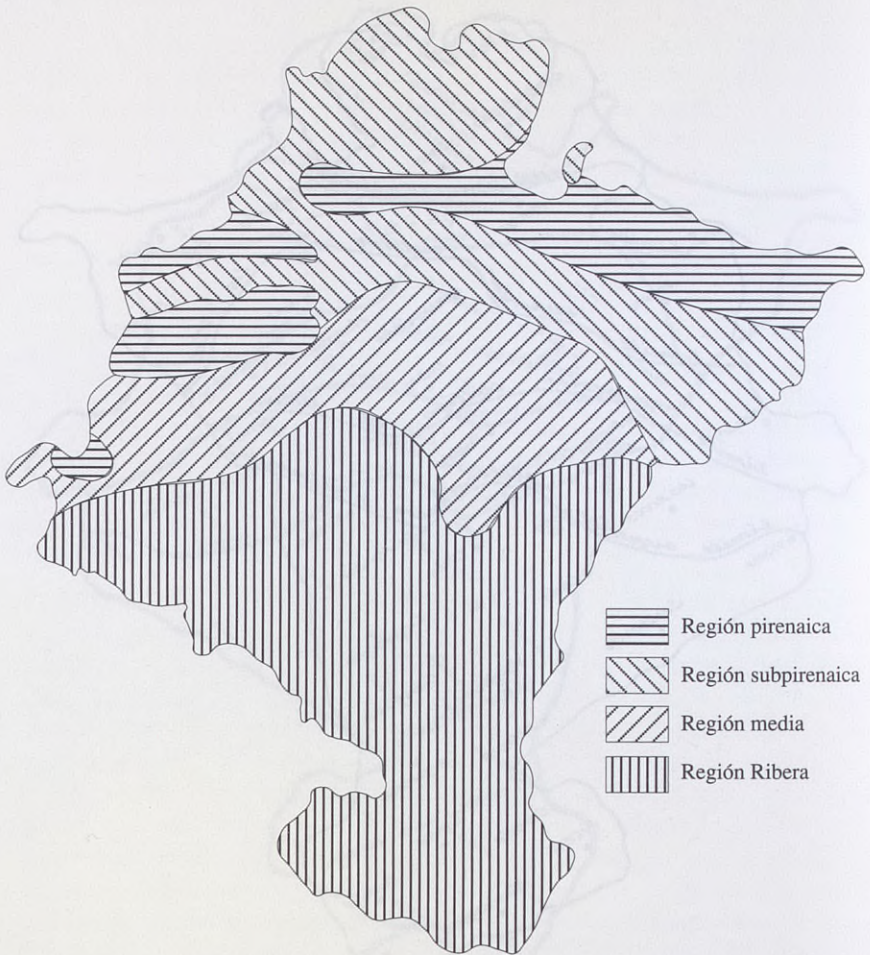 Región pirenaica
Región subpirenaica
Región media
Región Ribera